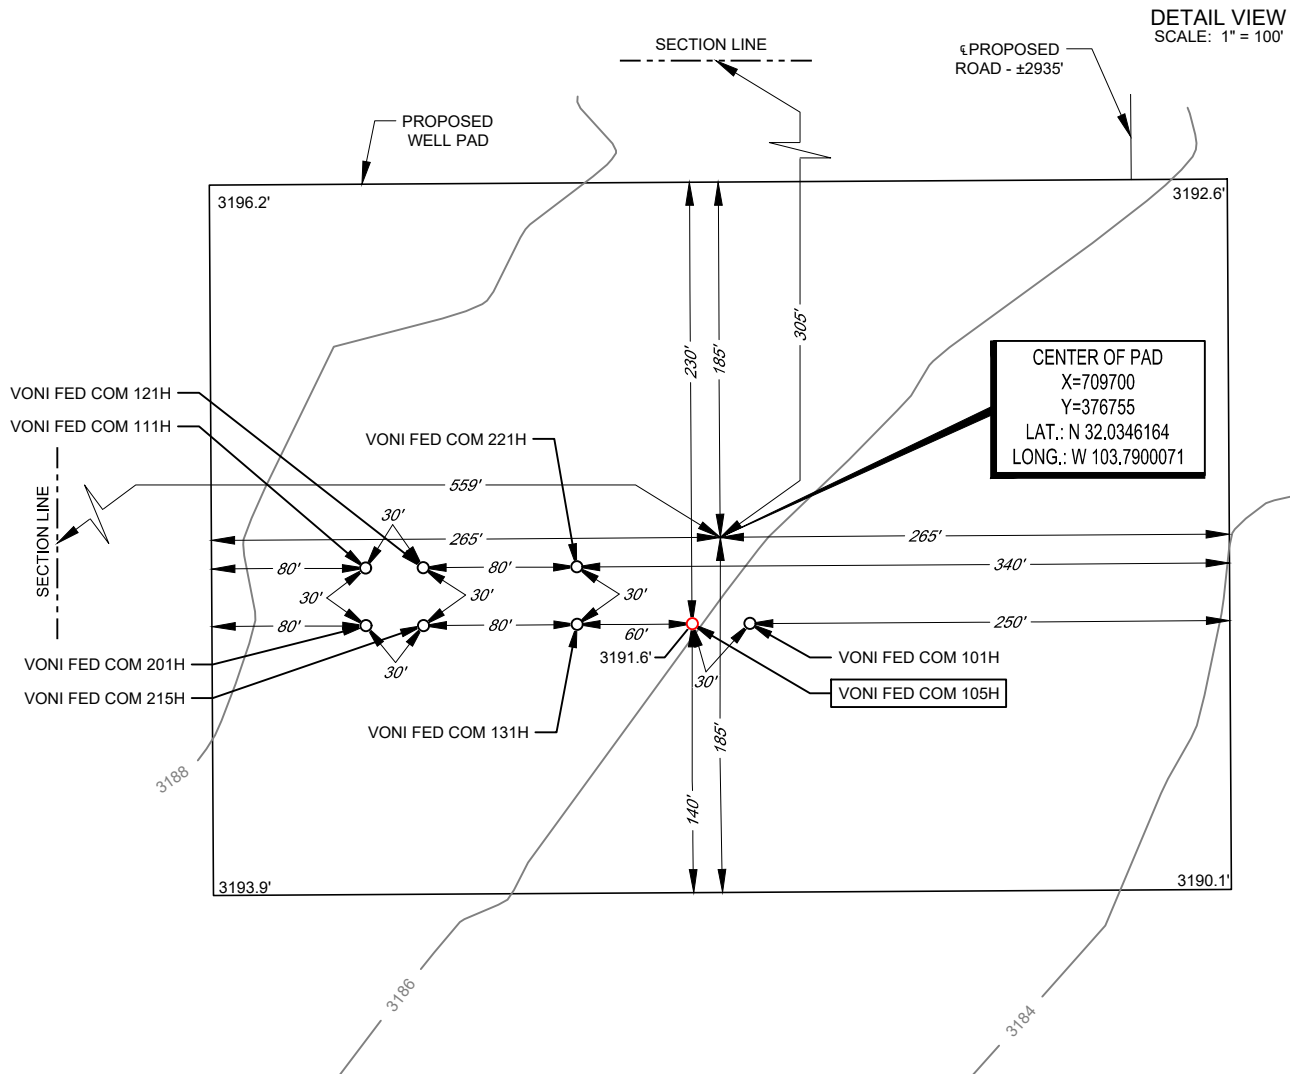 DETAIL VIEW
SCALE: 1" = 100'
SECTION LINE
℄PROPOSED
ROAD - ±2935'
PROPOSED
WELL PAD
3196.2'
3192.6'
305'
230'
185'
CENTER OF PAD
X=709700
Y=376755
LAT.: N 32.0346164
LONG.: W 103.7900071
VONI FED COM 121H
VONI FED COM 111H
VONI FED COM 221H
SECTION LINE
559'
30'
265'
265'
80'
80'
340'
30'
30'
30'
80'
80'
60'
250'
3191.6'
VONI FED COM 201H
30'
30'
VONI FED COM 101H
VONI FED COM 215H
VONI FED COM 105H
VONI FED COM 131H
185'
3188
140'
3193.9'
3190.1'
3186
3184